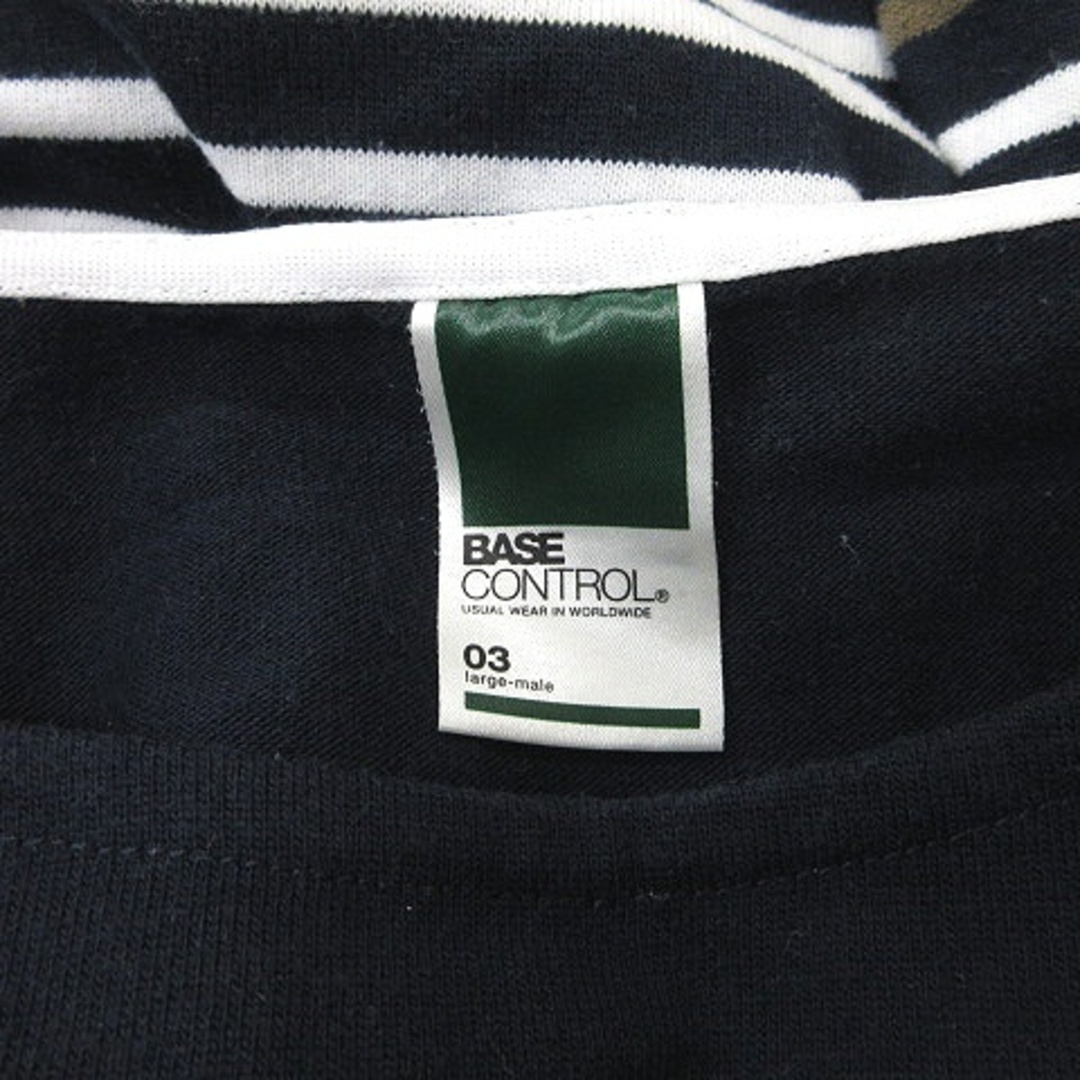 BASE
CONTROL®
USUAL WEAR IN WORLDWIDE
03
large-male